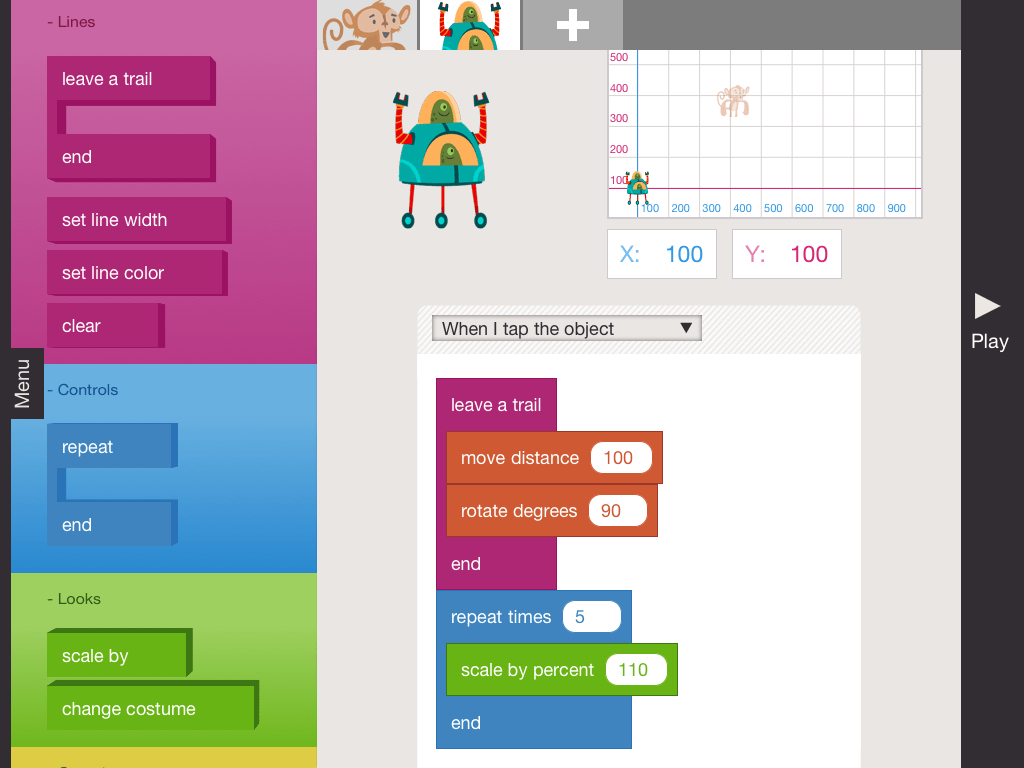 - Lines
leave a trail
end
set line width
set line color
clear
Menu
- Controls
repeat
end
- Looks
scale by
change costume
500
400
300
200
100
100 200 300 400 500 600 700 800 900
X: 100 Y: 100
When I tap the object ▼
leave a trail
move distance 100
rotate degrees 90
end
repeat times 5
scale by percent 110
end
Play